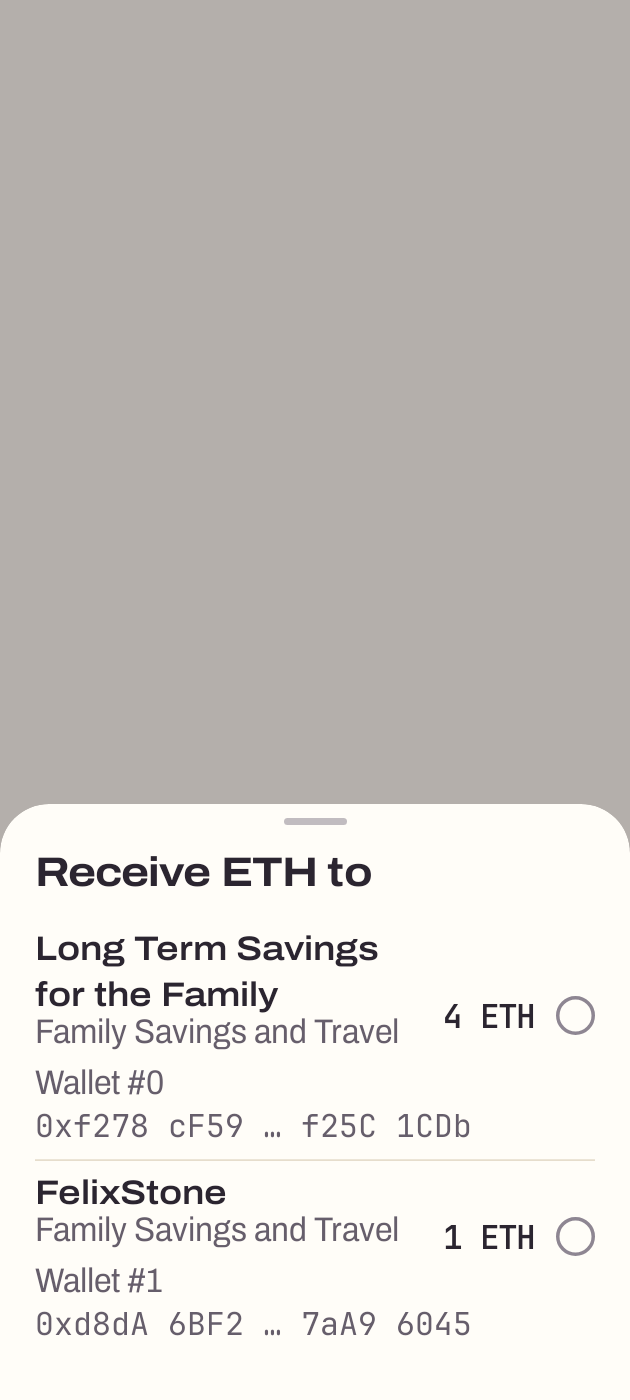 Receive ETH to
Long Term Savings
for the Family
Family Savings and Travel
Wallet #0
0xf278 cF59 … f25C 1CDb
4 ETH
FelixStone
Family Savings and Travel
Wallet #1
0xd8dA 6BF2 … 7aA9 6045
1 ETH